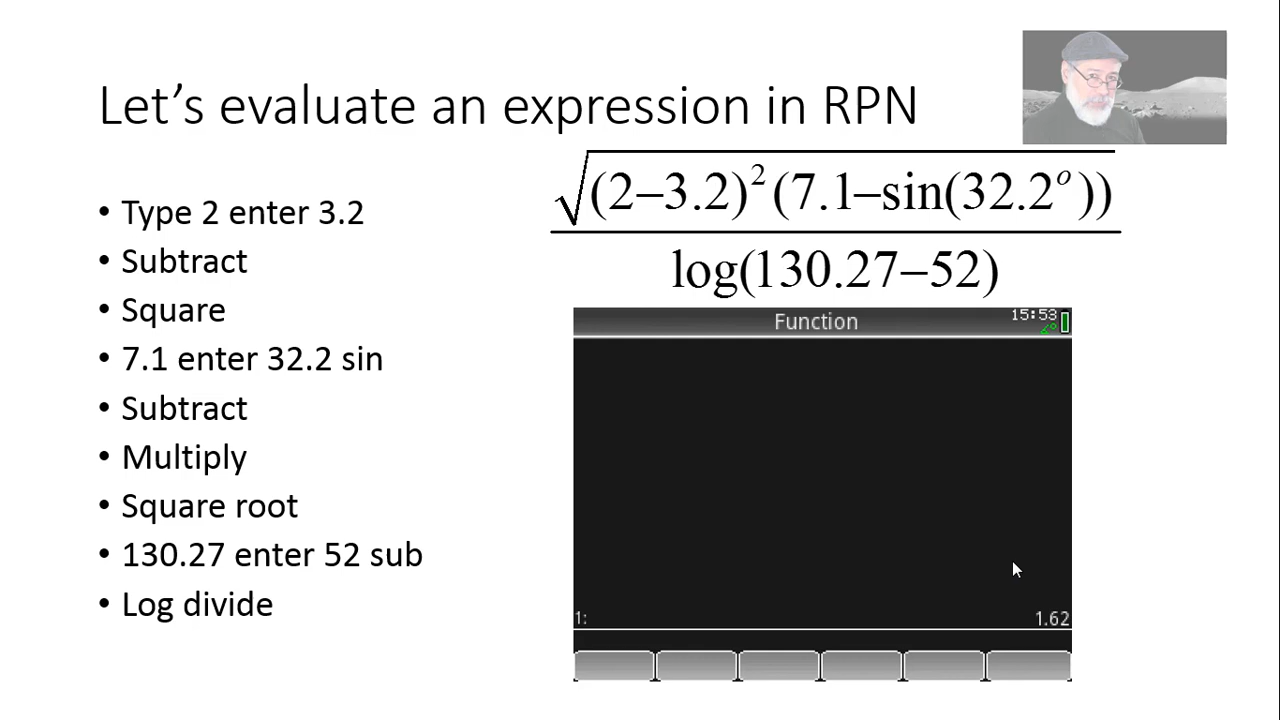 Let's evaluate an expression in RPN
• Type 2 enter 3.2
• Subtract
• Square
• 7.1 enter 32.2 sin
• Subtract
• Multiply
• Square root
• 130.27 enter 52 sub
• Log divide
√(2–3.2)²(7.1–sin(32.2º))
log(130.27–52)
Function
15:53
∡°
1:
1.62